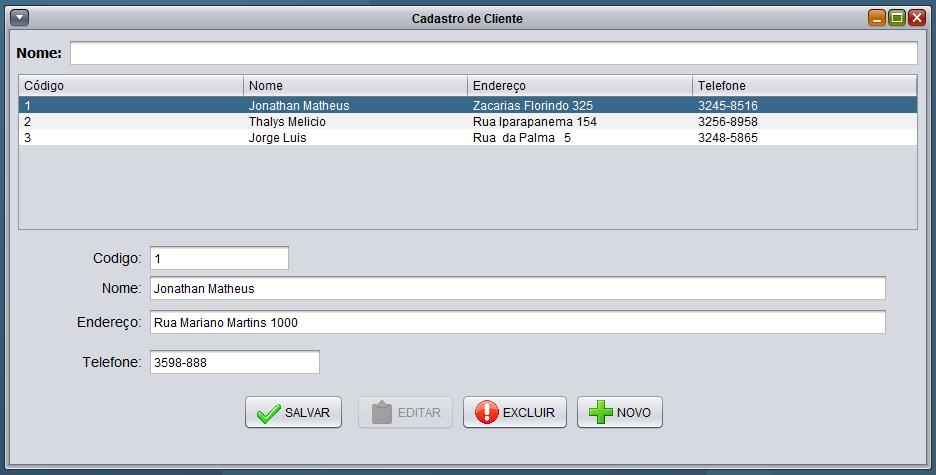 Cadastro de Cliente
Nome:
Código Nome Endereço Telefone
1 Jonathan Matheus Zacarias Florindo 325 3245-8516
2 Thalys Melicio Rua Iparapanema 154 3256-8958
3 Jorge Luis Rua da Palma 5 3248-5865
Codigo: 1
Nome: Jonathan Matheus
Endereço: Rua Mariano Martins 1000
Telefone: 3598-888
SALVAR EDITAR EXCLUIR NOVO